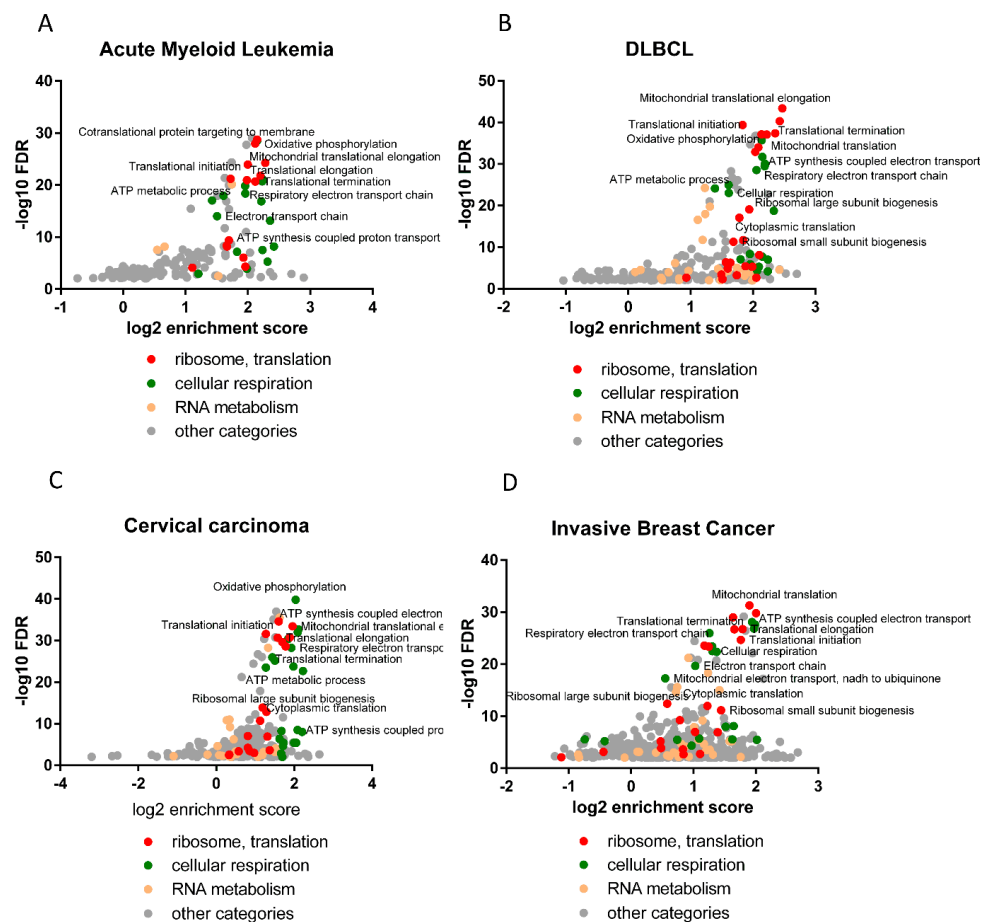 A
Acute Myeloid Leukemia
40
30
20
10
0
-log10 FDR
-1
0
1
2
3
4
log2 enrichment score
Cotranslational protein targeting to membrane
Oxidative phosphorylation
Mitochondrial translational elongation
Translational initiation
Translational elongation
Translational termination
ATP metabolic process
Respiratory electron transport chain
Electron transport chain
ATP synthesis coupled proton transport
ribosome, translation
cellular respiration
RNA metabolism
other categories
B
DLBCL
50
40
30
20
10
0
-log10 FDR
-2
-1
0
1
2
3
log2 enrichment score
Mitochondrial translational elongation
Translational initiation
Translational termination
Oxidative phosphorylation
Mitochondrial translation
ATP synthesis coupled electron transport
Respiratory electron transport chain
ATP metabolic process
Cellular respiration
Ribosomal large subunit biogenesis
Cytoplasmic translation
Ribosomal small subunit biogenesis
ribosome, translation
cellular respiration
RNA metabolism
other categories
C
Cervical carcinoma
50
40
30
20
10
0
-log10 FDR
-4
-2
0
2
4
log2 enrichment score
Oxidative phosphorylation
ATP synthesis coupled electron
Translational initiation
Mitochondrial translational e
Translational elongation
Respiratory electron transpo
Translational termination
ATP metabolic process
Ribosomal large subunit biogenesis
Cytoplasmic translation
ATP synthesis coupled pro
ribosome, translation
cellular respiration
RNA metabolism
other categories
D
Invasive Breast Cancer
40
30
20
10
0
-log10 FDR
-2
-1
0
1
2
3
log2 enrichment score
Mitochondrial translation
Translational termination
ATP synthesis coupled electron transport
Respiratory electron transport chain
Translational elongation
Translational initiation
Cellular respiration
Electron transport chain
Mitochondrial electron transport, nadh to ubiquinone
Ribosomal large subunit biogenesis
Cytoplasmic translation
Ribosomal small subunit biogenesis
ribosome, translation
cellular respiration
RNA metabolism
other categories